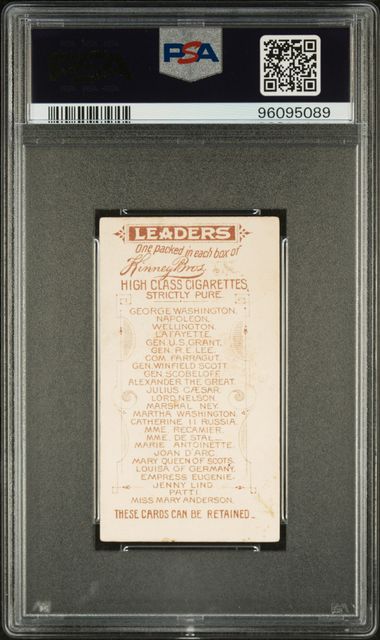 PSA
96095089
LEADERS
One packed in each box of
Kinney Bros.
HIGH CLASS CIGARETTES
STRICTLY PURE.
GEORGE WASHINGTON.
NAPOLEON.
WELLINGTON.
LAFAYETTE.
GEN. U.S. GRANT.
GEN. R.E. LEE.
COM. FARRAGUT.
GEN. WINFIELD SCOTT.
GEN. SCOBELOFF.
ALEXANDER THE GREAT.
JULIUS CÆSAR.
LORD NELSON.
MARSHAL NEY.
MARTHA WASHINGTON.
CATHERINE II RUSSIA.
MME. RECAMIER.
MME. DE STAL.
MARIE ANTOINETTE.
JOAN D'ARC.
MARY QUEEN OF SCOTS.
LOUISA OF GERMANY.
EMPRESS EUGENIE.
JENNY LIND
PATTI
MISS MARY ANDERSON.
THESE CARDS CAN BE RETAINED.